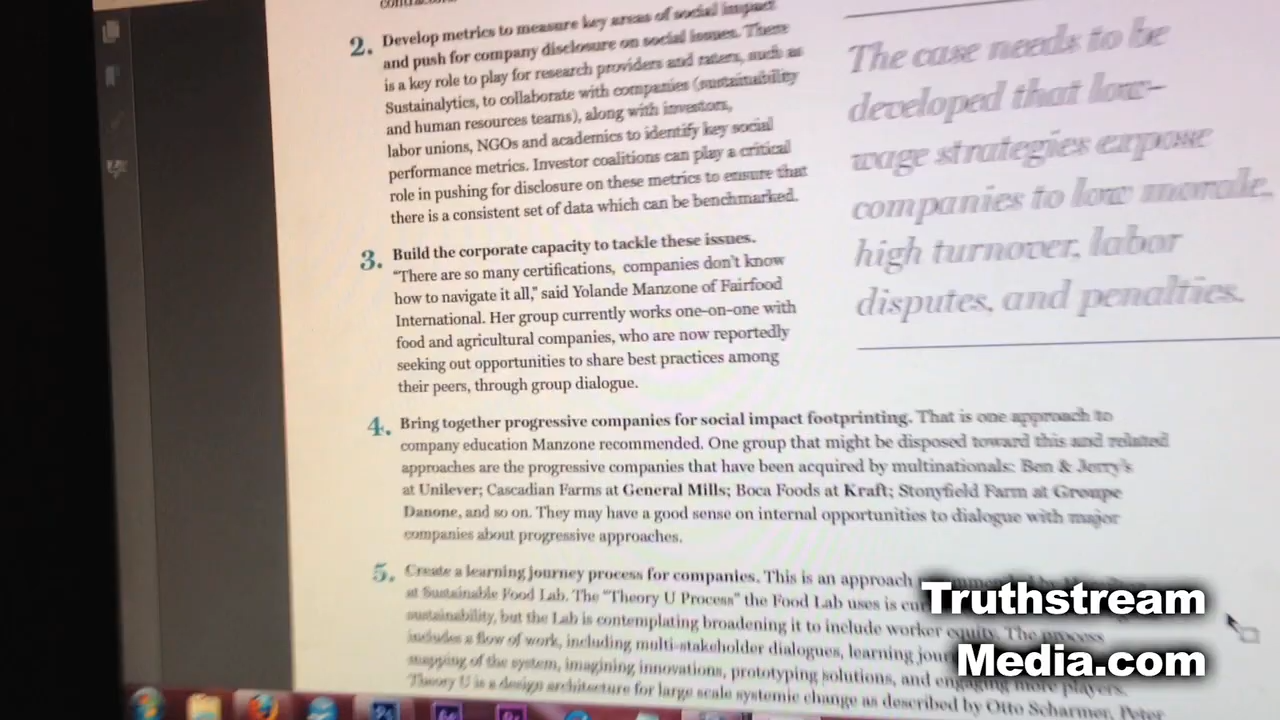 2. Develop metrics to measure key areas of social impact
and push for company disclosure on social issues. There
is a key role to play for research providers and raters, such as
Sustainalytics, to collaborate with companies (sustainability
and human resources teams), along with investors,
labor unions, NGOs and academics to identify key social
performance metrics. Investor coalitions can play a critical
role in pushing for disclosure on these metrics to ensure that
there is a consistent set of data which can be benchmarked.
The case needs to be
developed that low-
wage strategies expose
companies to low morale,
high turnover, labor
disputes, and penalties.
3. Build the corporate capacity to tackle these issues.
"There are so many certifications, companies don't know
how to navigate it all," said Yolande Manzone of Fairfood
International. Her group currently works one-on-one with
food and agricultural companies, who are now reportedly
seeking out opportunities to share best practices among
their peers, through group dialogue.
4. Bring together progressive companies for social impact footprinting. That is one approach to
company education Manzone recommended. One group that might be disposed toward this and related
approaches are the progressive companies that have been acquired by multinationals: Ben & Jerry's
at Unilever; Cascadian Farms at General Mills; Boca Foods at Kraft; Stonyfield Farm at Groupe
Danone, and so on. They may have a good sense on internal opportunities to dialogue with major
companies about progressive approaches.
5. Create a learning journey process for companies. This is an approach
at Sustainable Food Lab. The "Theory U Process" the Food Lab uses is
sustainability, but the Lab is contemplating broadening it to include worker equity. The process
includes a flow of work, including multi-stakeholder dialogues, learning
mapping of the system, imagining innovations, prototyping solutions, and engaging more players.
Theory U is a design architecture for large scale systemic change as described by Otto Scharmer, Peter
Truthstream
Media.com